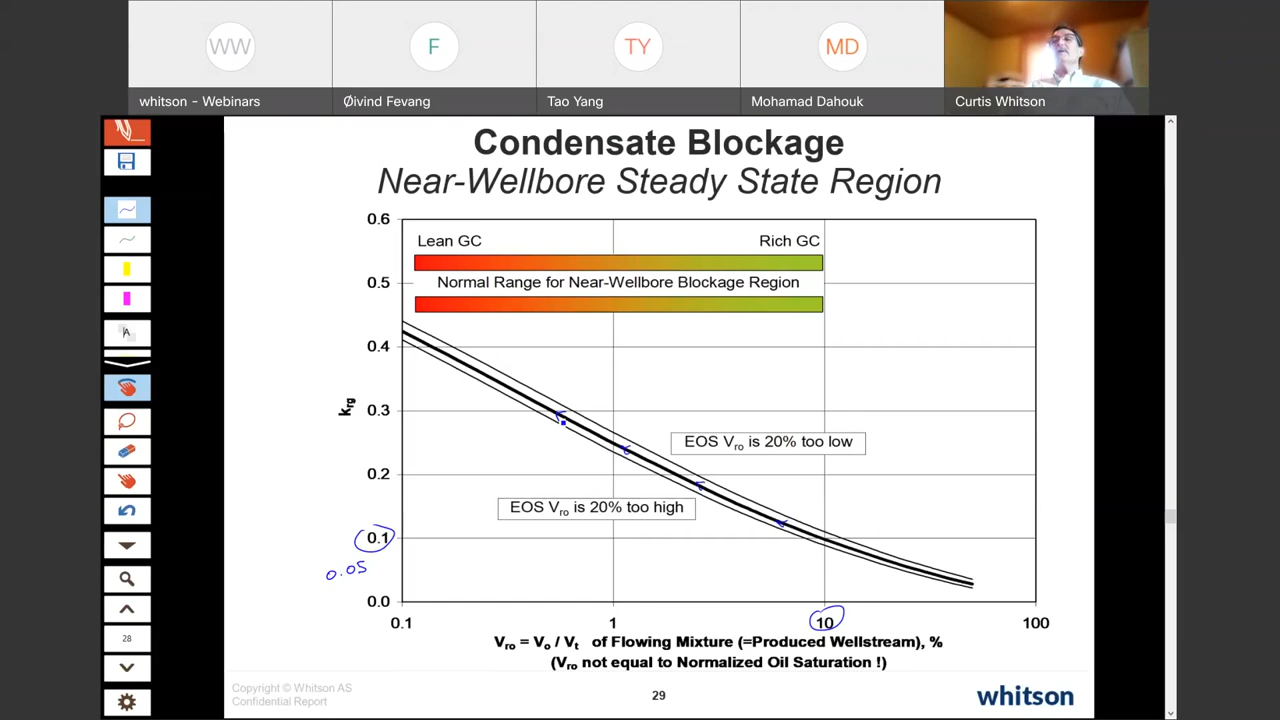 WW
F
TY
MD
whitson - Webinars
Øivind Fevang
Tao Yang
Mohamad Dahouk
Curtis Whitson
Condensate Blockage
Near-Wellbore Steady State Region
0.6
0.5
0.4
0.3
0.2
0.1
0.0
krg
Lean GC
Rich GC
Normal Range for Near-Wellbore Blockage Region
EOS Vro is 20% too low
EOS Vro is 20% too high
0.05
0.1
1
10
100
Vro = Vo / Vt of Flowing Mixture (=Produced Wellstream), %
(Vro not equal to Normalized Oil Saturation !)
A
28
Copyright © Whitson AS
Confidential Report
29
whitson